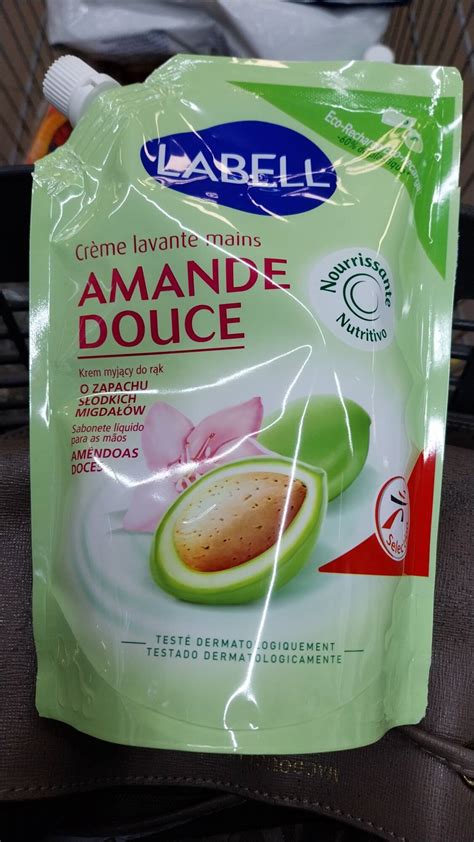 Eco-Recharge
LABELL
Crème lavante mains
AMANDE
DOUCE
Nourrissante
Nutritivo
Krem myjący do rąk
O ZAPACHU
SŁODKICH
MIGDAŁÓW
Sabonete líquido
para as mãos
AMÊNDOAS
DOCES
TESTÉ DERMATOLOGIQUEMENT
TESTADO DERMATOLOGICAMENTE